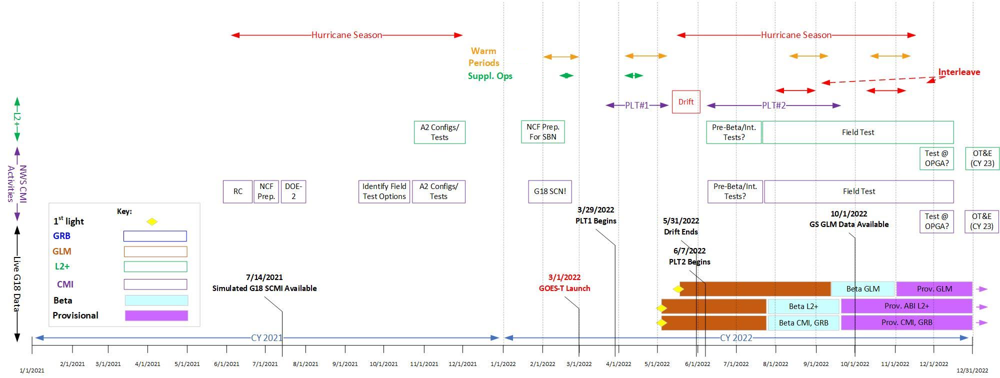 Hurricane Season
Hurricane Season
Warm
Periods
Suppl. Ops
Interleave
PLT#1
Drift
PLT#2
L2+
A2 Configs/
Tests
NCF Prep.
For SBN
Pre-Beta/Int.
Tests?
Field Test
Test @
OPGA?
OT&E
(CY 23)
NWS CMI
Activities
RC
NCF
Prep.
DOE-
2
Identify Field
Test Options
A2 Configs/
Tests
G18 SCN!
Pre-Beta/Int.
Tests?
Field Test
Test @
OPGA?
OT&E
(CY 23)
Key:
1st light
GRB
GLM
L2+
CMI
Beta
Provisional
Live G18 Data
7/14/2021
Simulated G18 SCMI Available
3/1/2022
GOES-T Launch
3/29/2022
PLT1 Begins
5/31/2022
Drift Ends
6/7/2022
PLT2 Begins
10/1/2022
GS GLM Data Available
Beta GLM
Prov. GLM
Beta L2+
Prov. ABI L2+
Beta CMI, GRB
Prov. CMI, GRB
CY 2021
CY 2022
1/1/2021
2/1/2021
3/1/2021
4/1/2021
5/1/2021
6/1/2021
7/1/2021
8/1/2021
9/1/2021
10/1/2021
11/1/2021
12/1/2021
1/1/2022
2/1/2022
3/1/2022
4/1/2022
5/1/2022
6/1/2022
7/1/2022
8/1/2022
9/1/2022
10/1/2022
11/1/2022
12/1/2022
12/31/2022